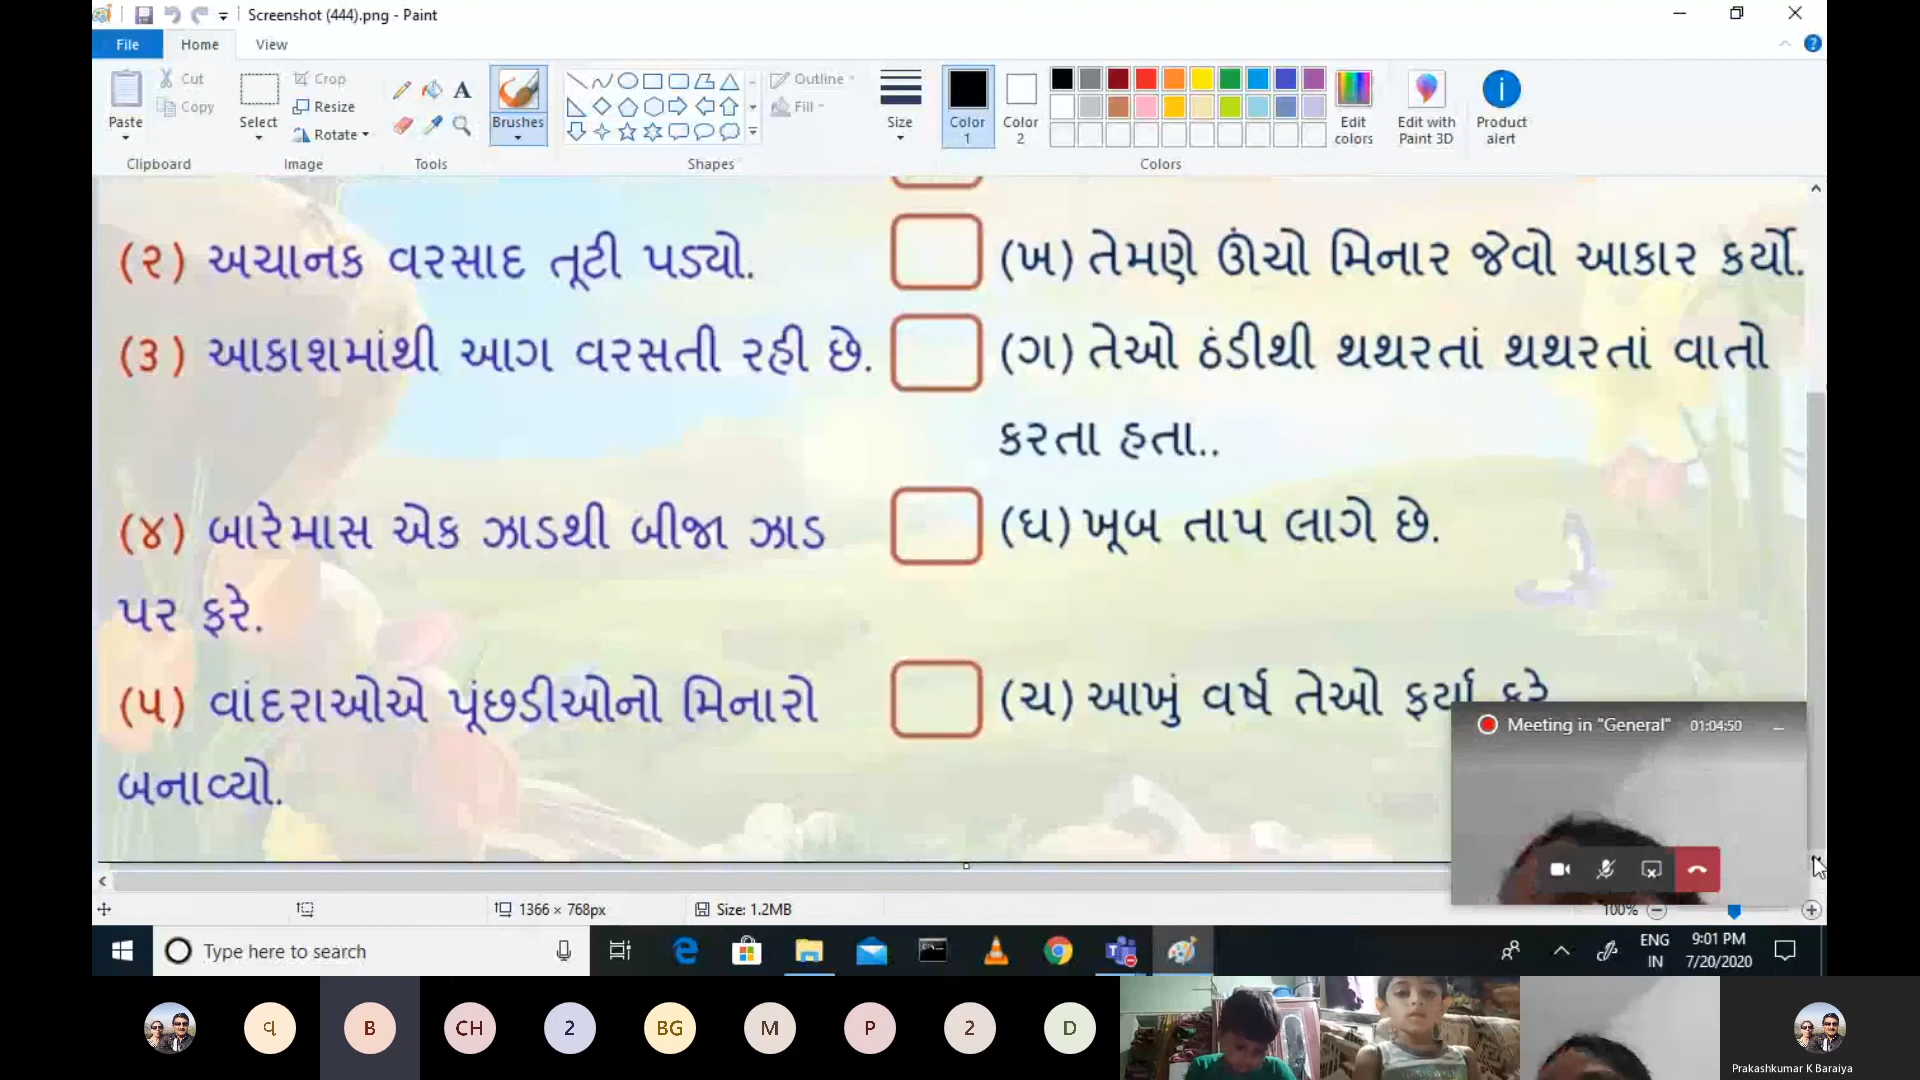 Screenshot (444).png - Paint
File Home View
Paste Cut Copy Clipboard
Select Crop Resize Rotate Image
Tools
Brushes
Shapes Outline Fill
Size
Color 1 Color 2 Colors
Edit colors
Edit with Paint 3D
Product alert
(૨) અચાનક વરસાદ તૂટી પડ્યો.
(ખ) તેમણે ઊંચો મિનાર જેવો આકાર કર્યો.
(૩) આકાશમાંથી આગ વરસતી રહી છે.
(ગ) તેઓ ઠંડીથી થથરતાં થથરતાં વાતો
કરતા હતા..
(૪) બારેમાસ એક ઝાડથી બીજા ઝાડ
પર ફરે.
(ઘ) ખૂબ તાપ લાગે છે.
(૫) વાંદરાઓએ પૂંછડીઓનો મિનારો
બનાવ્યો.
(ચ) આખું વર્ષ તેઓ ફર્યા કરે
Meeting in "General" 01:04:50
1366 × 768px Size: 1.2MB 100%
Type here to search
ENG IN
9:01 PM
7/20/2020
B CH 2 BG M P 2 D
Prakashkumar K Baraiya